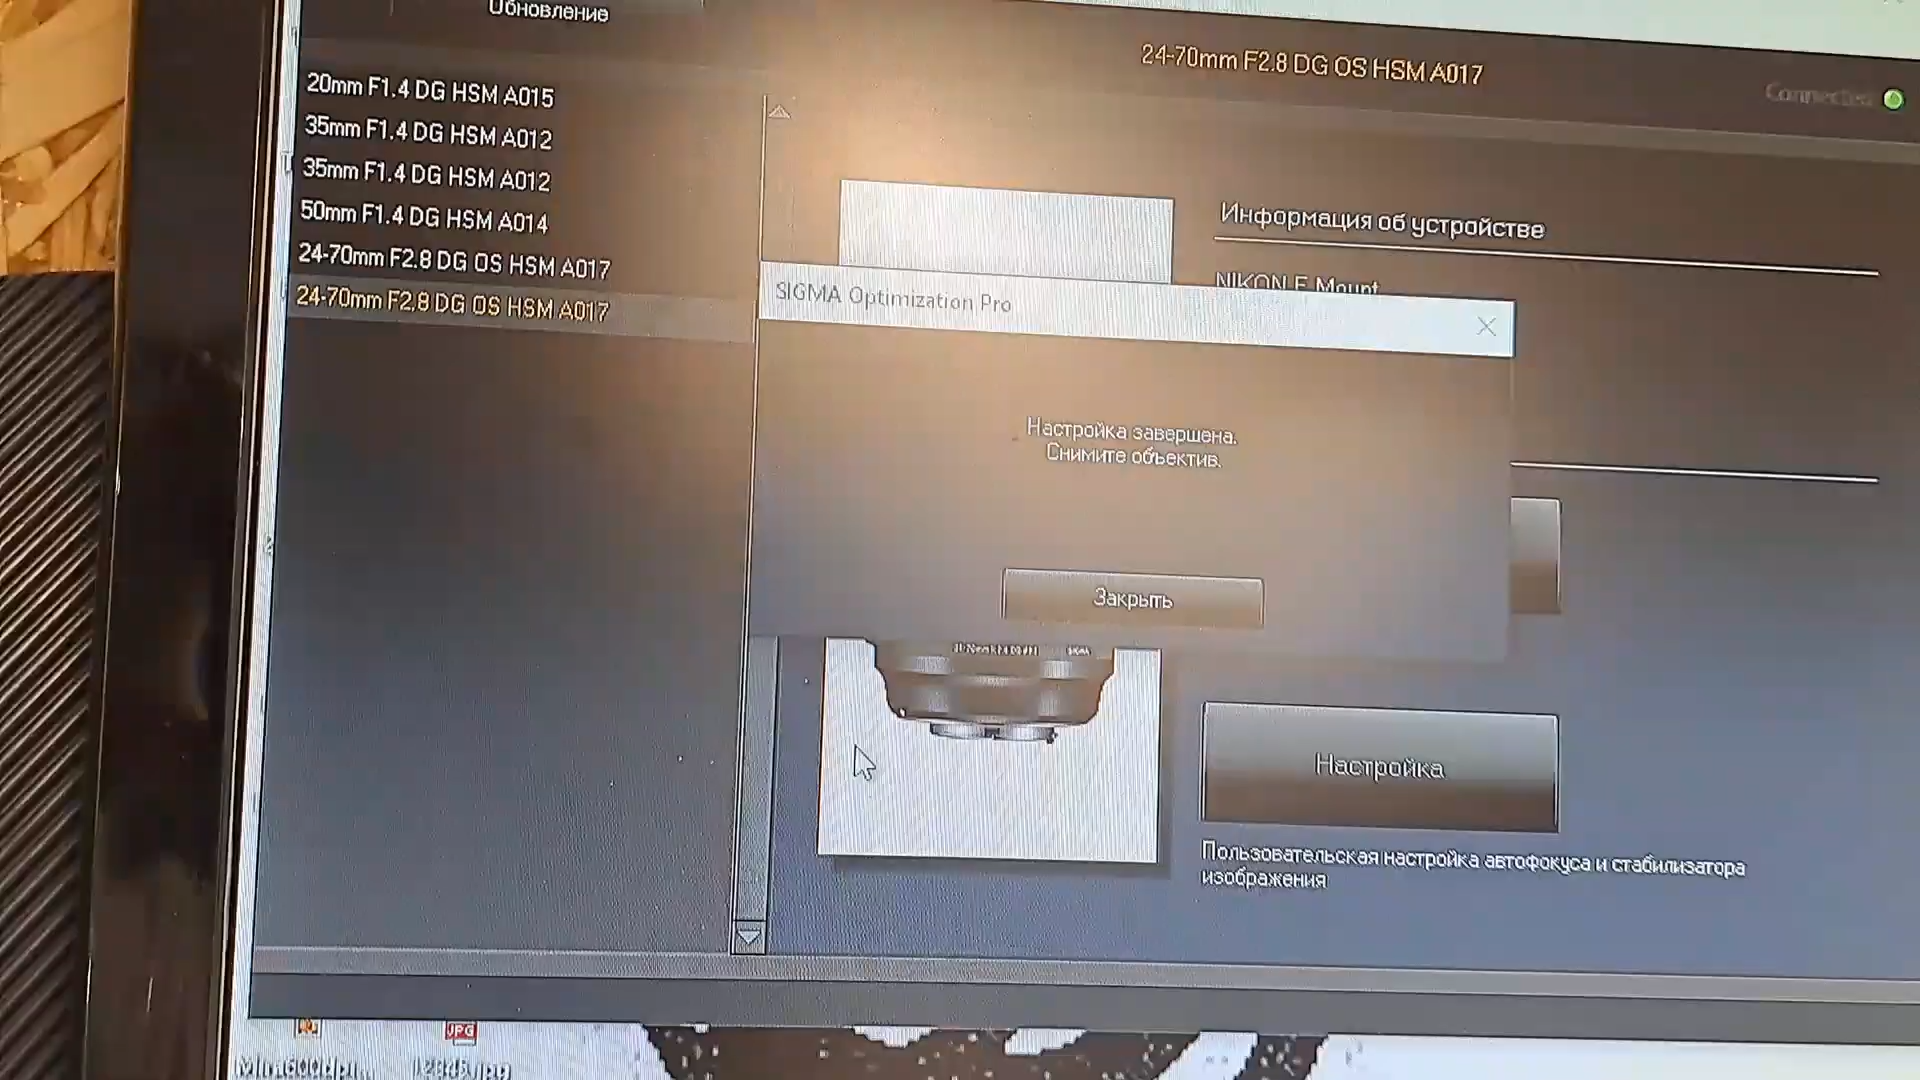 Обновление
24-70mm F2.8 DG OS HSM A017
Connected
20mm F1.4 DG HSM A015
35mm F1.4 DG HSM A012
35mm F1.4 DG HSM A012
50mm F1.4 DG HSM A014
24-70mm F2.8 DG OS HSM A017
24-70mm F2.8 DG OS HSM A017
Информация об устройстве
NIKON F Mount
SIGMA Optimization Pro
Настройка завершена.
Снимите объектив.
Закрыть
SIGMA
Настройка
Пользовательская настройка автофокуса и стабилизатора
изображения
JPG